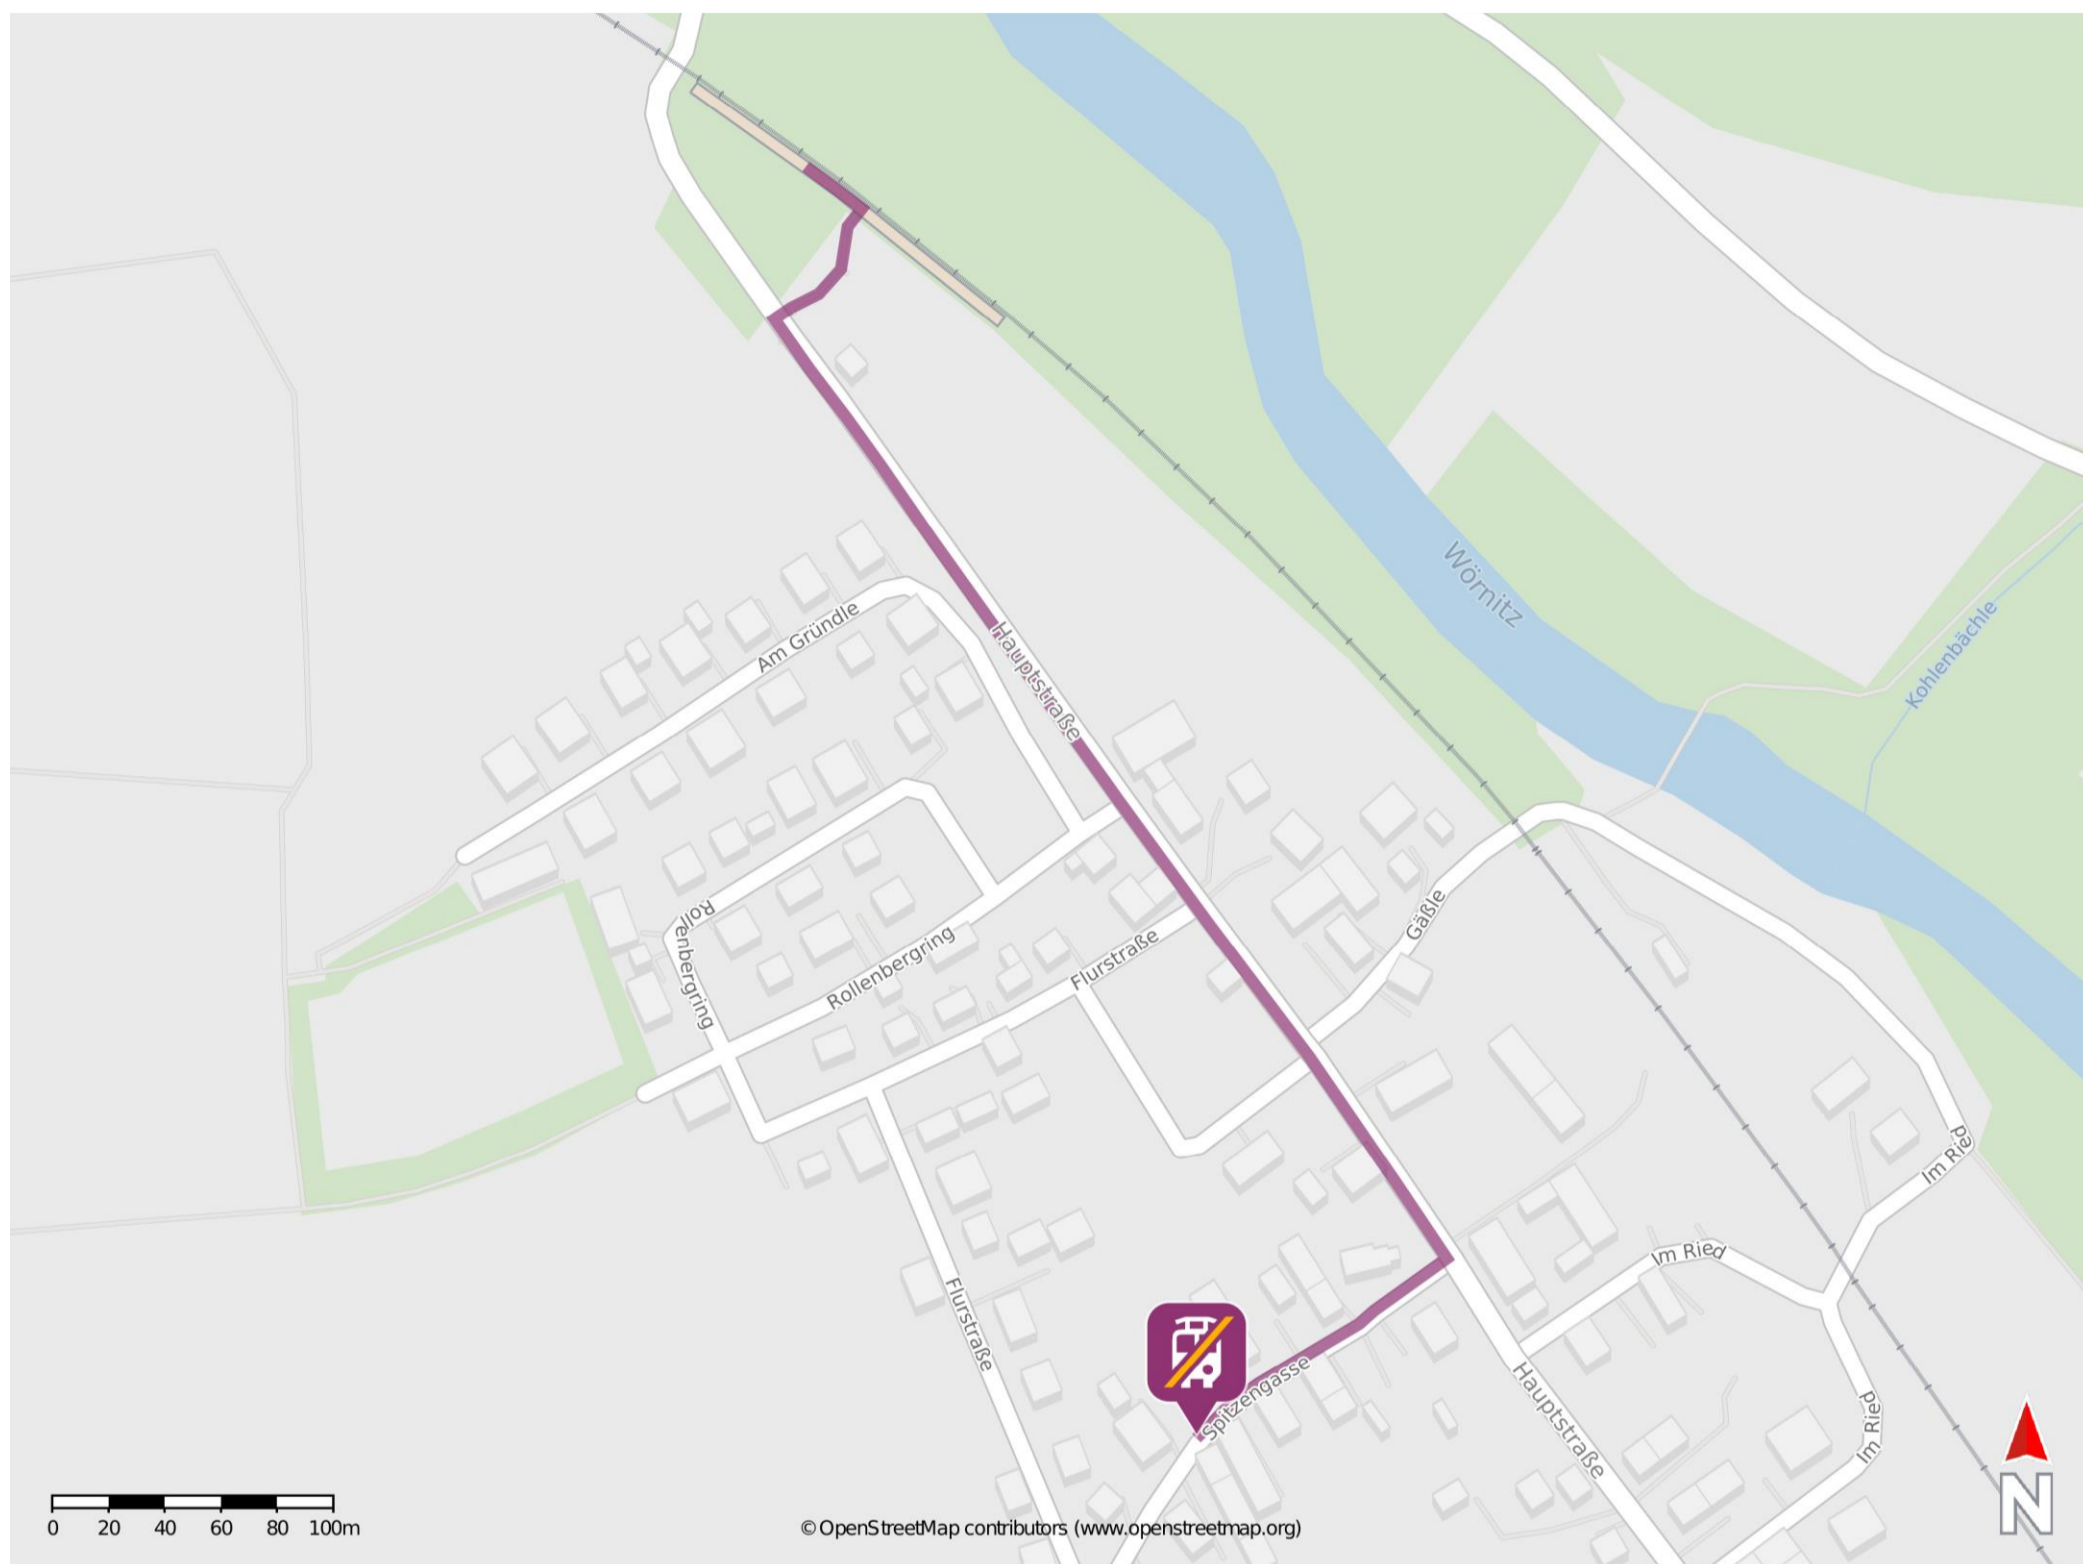 Wörnitz
Kohlenbächle
Am Gründle
Hauptstraße
Rollenbergring
Gäßle
Rollenbergring
Flurstraße
Im Ried
Im Ried
Flurstraße
Spitzengasse
Hauptstraße
Im Ried
N
0 20 40 60 80 100m
© OpenStreetMap contributors (www.openstreetmap.org)